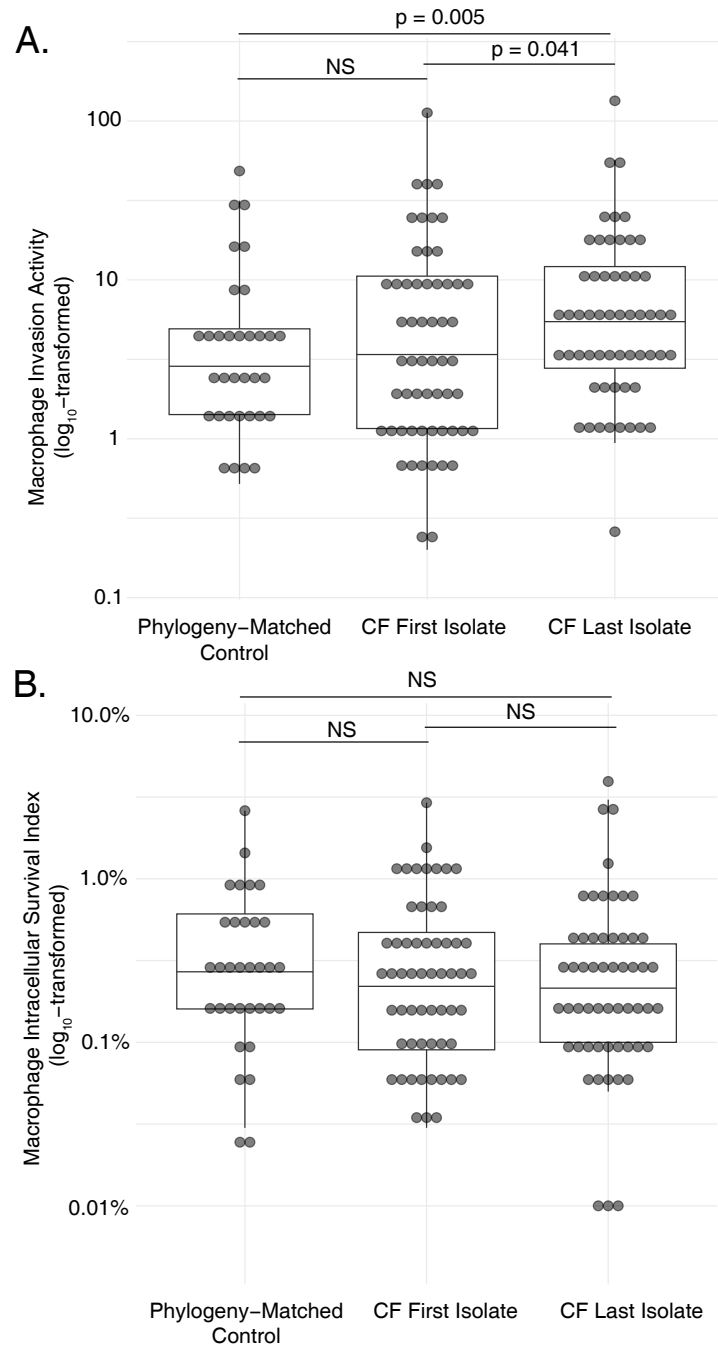 A.
p = 0.005
p = 0.041
NS
100
10
1
0.1
Macrophage Invasion Activity
(log10−transformed)
Phylogeny−Matched
Control
CF First Isolate
CF Last Isolate
B.
NS
NS
NS
10.0%
1.0%
0.1%
0.01%
Macrophage Intracellular Survival Index
(log10−transformed)
Phylogeny−Matched
Control
CF First Isolate
CF Last Isolate